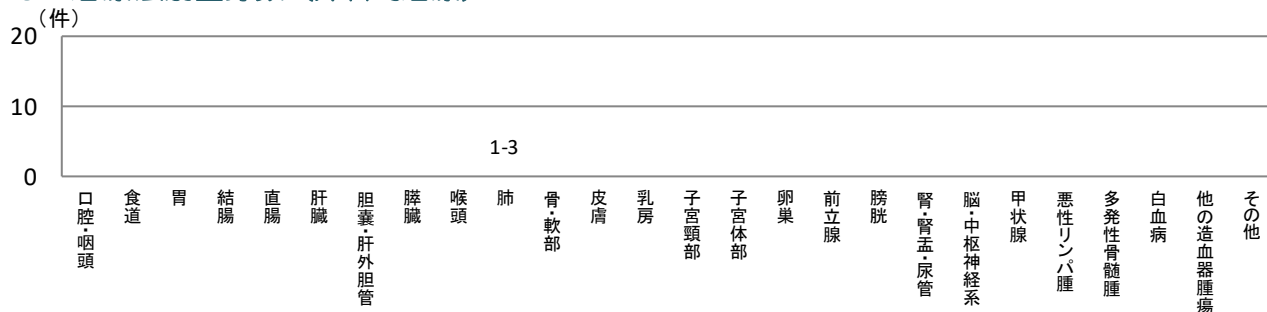 （件）
20
10
0
1-3
口腔・咽頭
食道
胃
結腸
直腸
肝臓
胆嚢・肝外胆管
膵臓
喉頭
肺
骨・軟部
皮膚
乳房
子宮頸部
子宮体部
卵巣
前立腺
膀胱
腎・腎盂・尿管
脳・中枢神経系
甲状腺
悪性リンパ腫
多発性骨髄腫
白血病
他の造血器腫瘍
その他